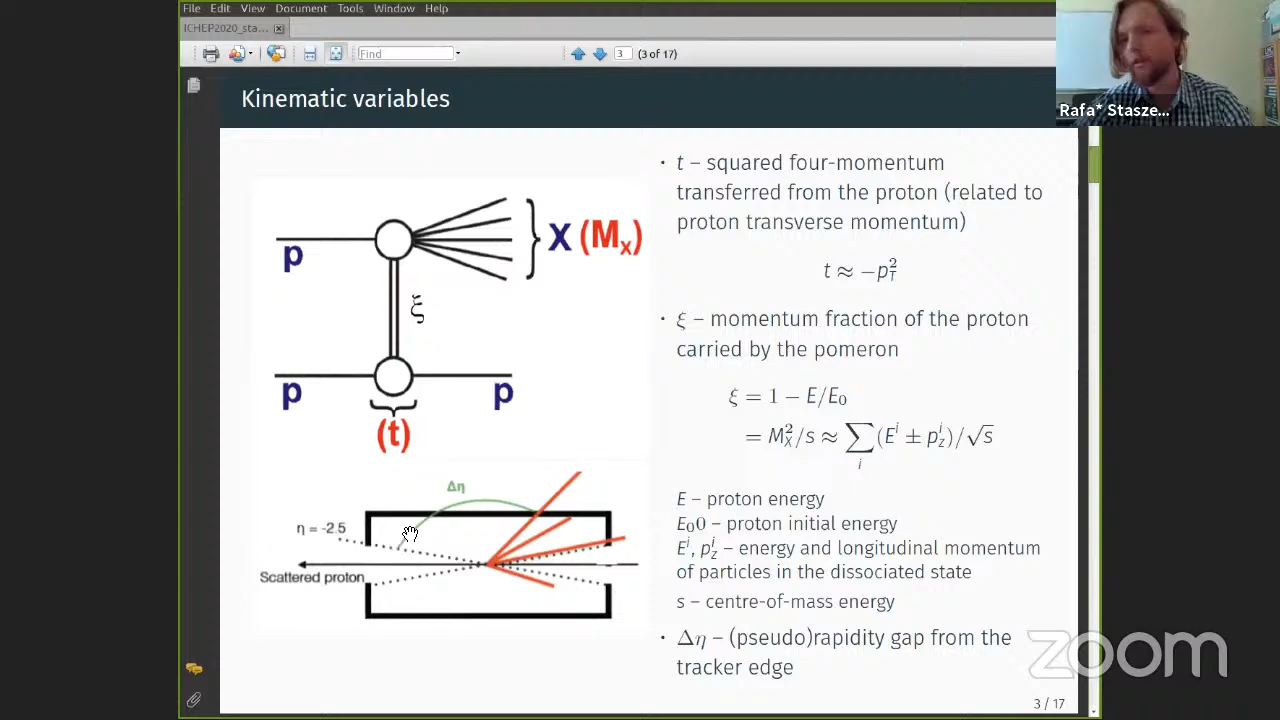 File Edit View Document Tools Window Help
ICHEP2020_sta...
Find
3 (3 of 17)
Rafa* Stasze...
Kinematic variables
p
X (Mx)
ξ
p p
(t)
Δη
η = -2.5
Scattered proton
• t – squared four-momentum
transferred from the proton (related to
proton transverse momentum)
t ≈ −p_T^2
• ξ – momentum fraction of the proton
carried by the pomeron
ξ = 1 − E/E₀
= M_X^2/s ≈ ∑_i (E^i ± p_z^i)/√s
E – proton energy
E₀0 – proton initial energy
E^i, p_z^i – energy and longitudinal momentum
of particles in the dissociated state
s – centre-of-mass energy
• Δη – (pseudo)rapidity gap from the
tracker edge
zoom
3 / 17